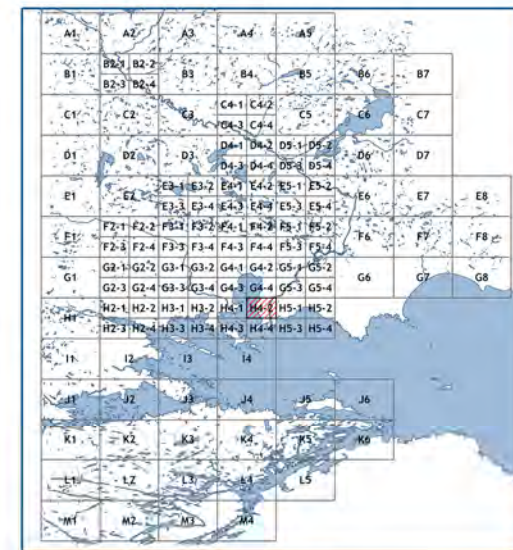 A1 A2 A3 A4 A5
B2-1 B2-2
B1 B3 B4 B5 B6 B7
B2-3 B2-4
C4-1 C4-2
C1 C2 C3 C5 C6 C7
C4-3 C4-4
D4-1 D4-2 D5-1 D5-2
D1 D2 D3 D6 D7
D4-3 D4-4 D5-3 D5-4
E3-1 E3-2 E4-1 E4-2 E5-1 E5-2
E1 E2 E6 E7 E8
E3-3 E3-4 E4-3 E4-4 E5-3 E5-4
F2-1 F2-2 F3-1 F3-2 F4-1 F4-2 F5-1 F5-2
F1 F6 F7 F8
F2-3 F2-4 F3-3 F3-4 F4-3 F4-4 F5-3 F5-4
G2-1 G2-2 G3-1 G3-2 G4-1 G4-2 G5-1 G5-2
G1 G6 G7 G8
G2-3 G2-4 G3-3 G3-4 G4-3 G4-4 G5-3 G5-4
H2-1 H2-2 H3-1 H3-2 H4-1 H4-2 H5-1 H5-2
H1
H2-3 H2-4 H3-3 H3-4 H4-3 H4-4 H5-3 H5-4
I1 I2 I3 I4
J1 J2 J3 J4 J5 J6
K1 K2 K3 K4 K5 K6
L1 L2 L3 L4 L5
M1 M2 M3 M4